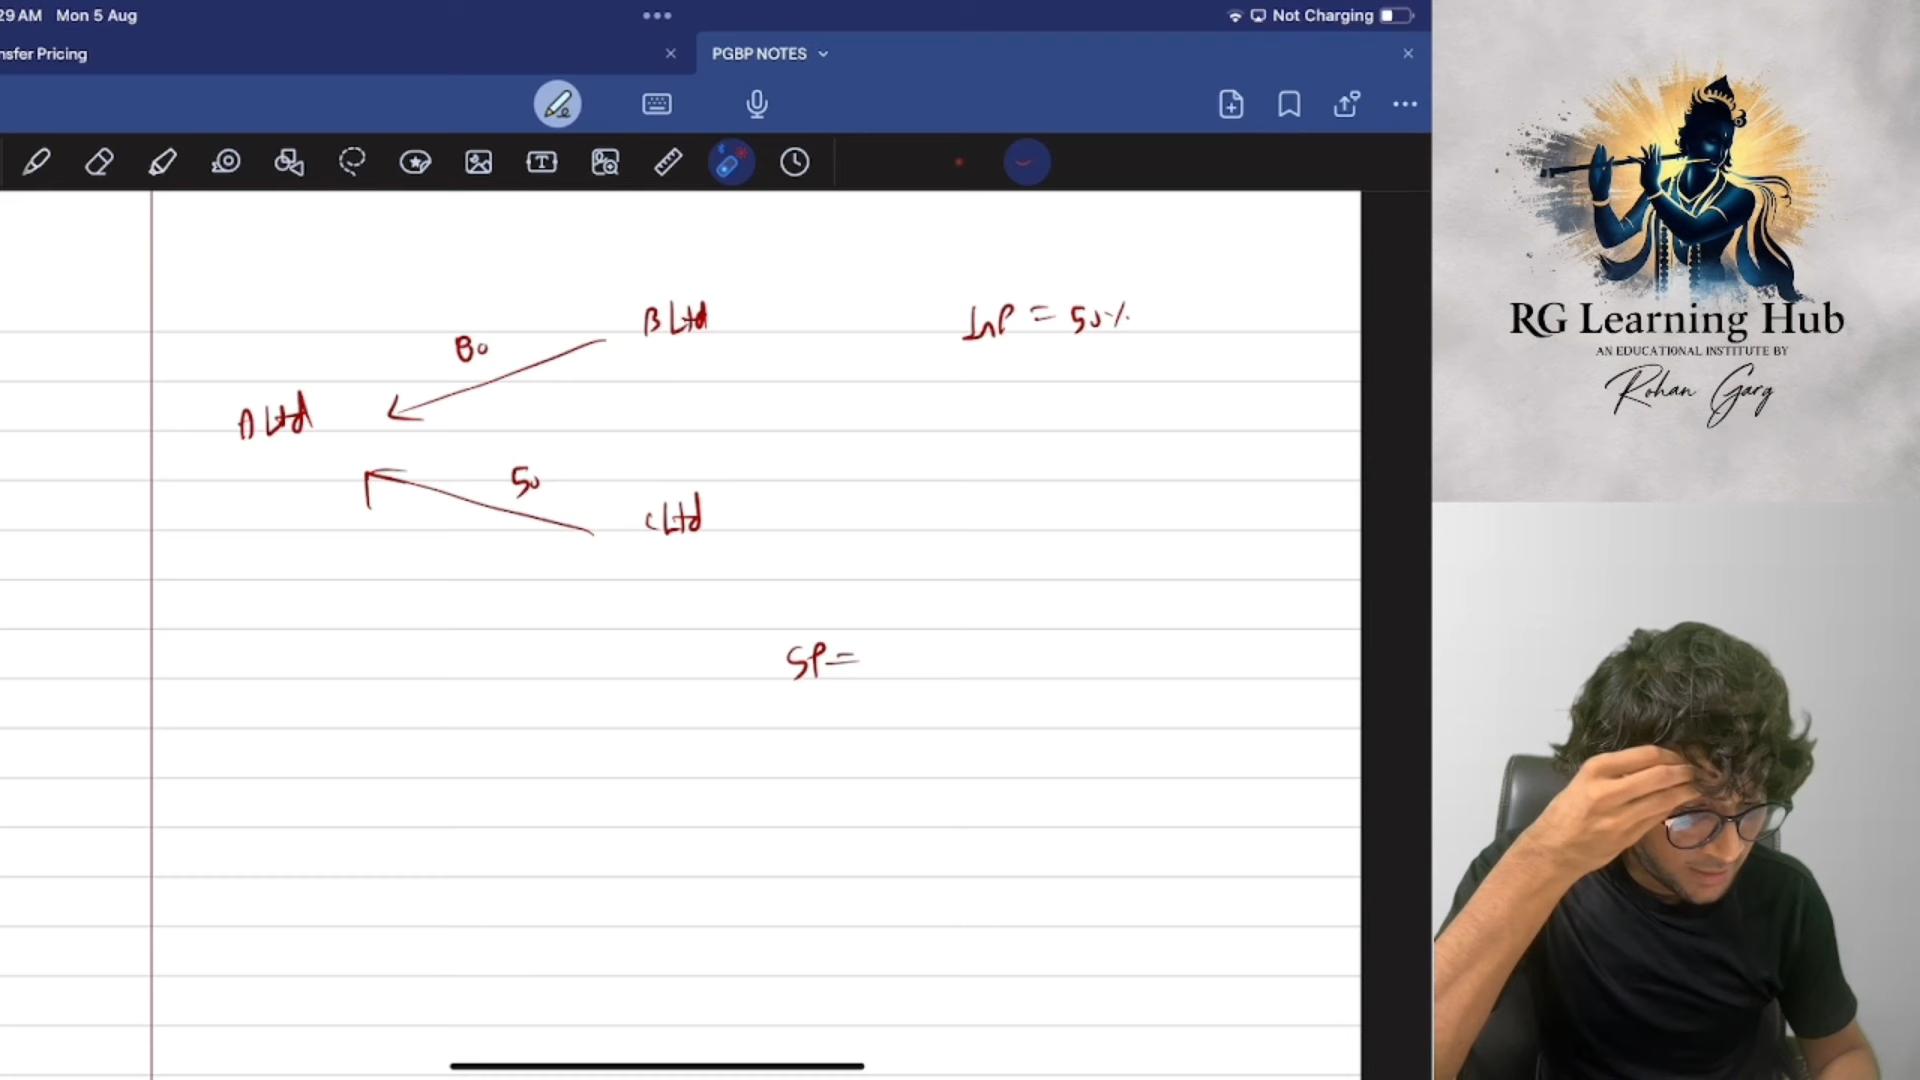 29 AM Mon 5 Aug
Not Charging
nsfer Pricing
PGBP NOTES
B Ltd
GP = 50%
80
A Ltd
50
C Ltd
SP=
RG Learning Hub
AN EDUCATIONAL INSTITUTE BY
Rohan Garg